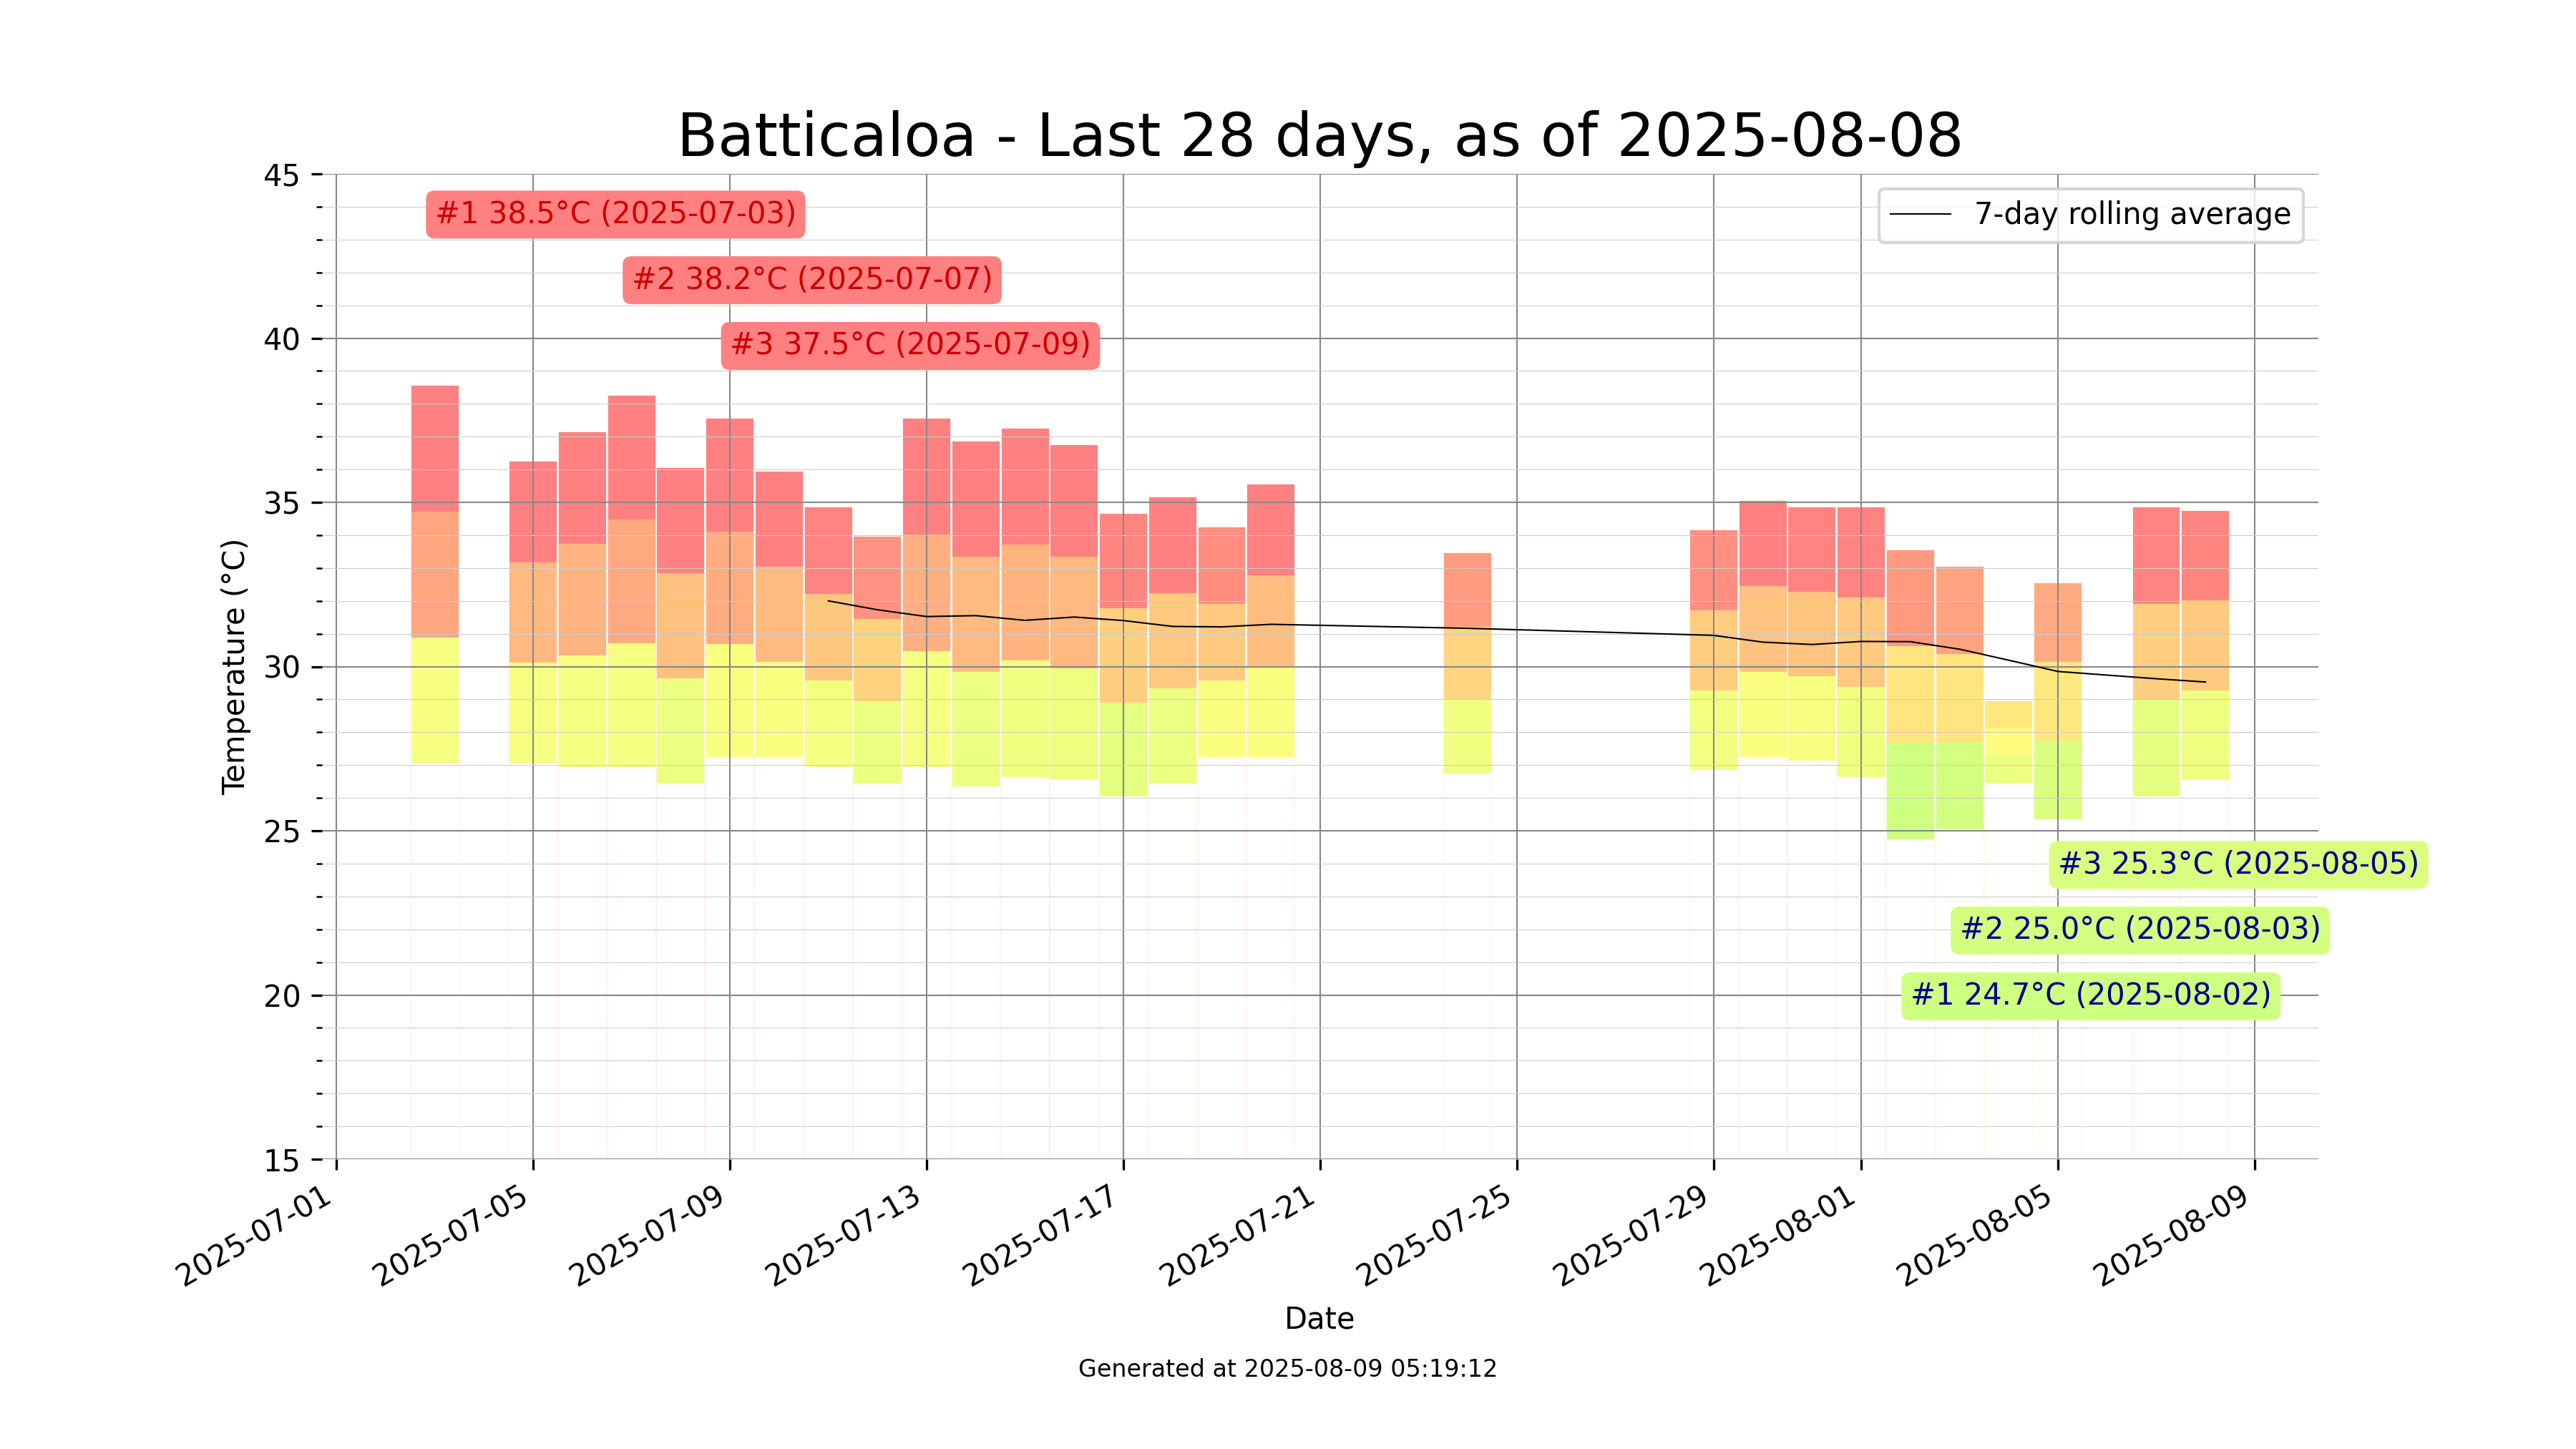 Batticaloa - Last 28 days, as of 2025-08-08
45
40
35
30
25
20
15
Temperature (°C)
#1 38.5°C (2025-07-03)
#2 38.2°C (2025-07-07)
#3 37.5°C (2025-07-09)
7-day rolling average
#3 25.3°C (2025-08-05)
#2 25.0°C (2025-08-03)
#1 24.7°C (2025-08-02)
2025-07-01
2025-07-05
2025-07-09
2025-07-13
2025-07-17
2025-07-21
2025-07-25
2025-07-29
2025-08-01
2025-08-05
2025-08-09
Date
Generated at 2025-08-09 05:19:12